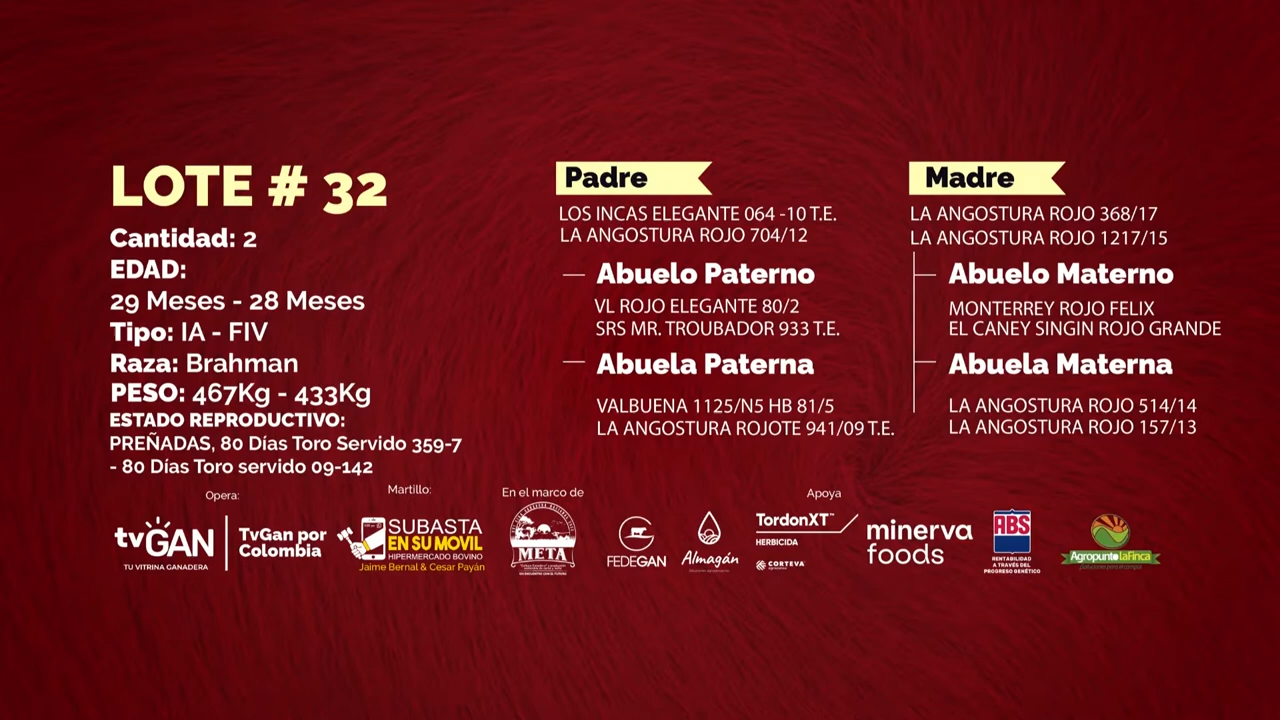 LOTE # 32
Cantidad: 2
EDAD:
29 Meses - 28 Meses
Tipo: IA - FIV
Raza: Brahman
PESO: 467Kg - 433Kg
ESTADO REPRODUCTIVO:
PREÑADAS, 80 Días Toro Servido 359-7
- 80 Días Toro servido 09-142
Padre
LOS INCAS ELEGANTE 064 -10 T.E.
LA ANGOSTURA ROJO 704/12
Abuelo Paterno
VL ROJO ELEGANTE 80/2
SRS MR. TROUBADOR 933 T.E.
Abuela Paterna
VALBUENA 1125/N5 HB 81/5
LA ANGOSTURA ROJOTE 941/09 T.E.
Madre
LA ANGOSTURA ROJO 368/17
LA ANGOSTURA ROJO 1217/15
Abuelo Materno
MONTERREY ROJO FELIX
EL CANEY SINGIN ROJO GRANDE
Abuela Materna
LA ANGOSTURA ROJO 514/14
LA ANGOSTURA ROJO 157/13
Opera:
tvGAN
TU VITRINA GANADERA
TvGan por
Colombia
Martillo:
SUBASTA
EN SU MOVIL
HIPERMERCADO BOVINO
Jaime Bernal & Cesar Payán
En el marco de
META
Apoya
FEDEGAN
Almagán
TordonXT™
HERBICIDA
CORTEVA
minerva
foods
ABS
RENTABILIDAD
A TRAVÉS DEL
PROGRESO GENÉTICO
Agropunto laFinca